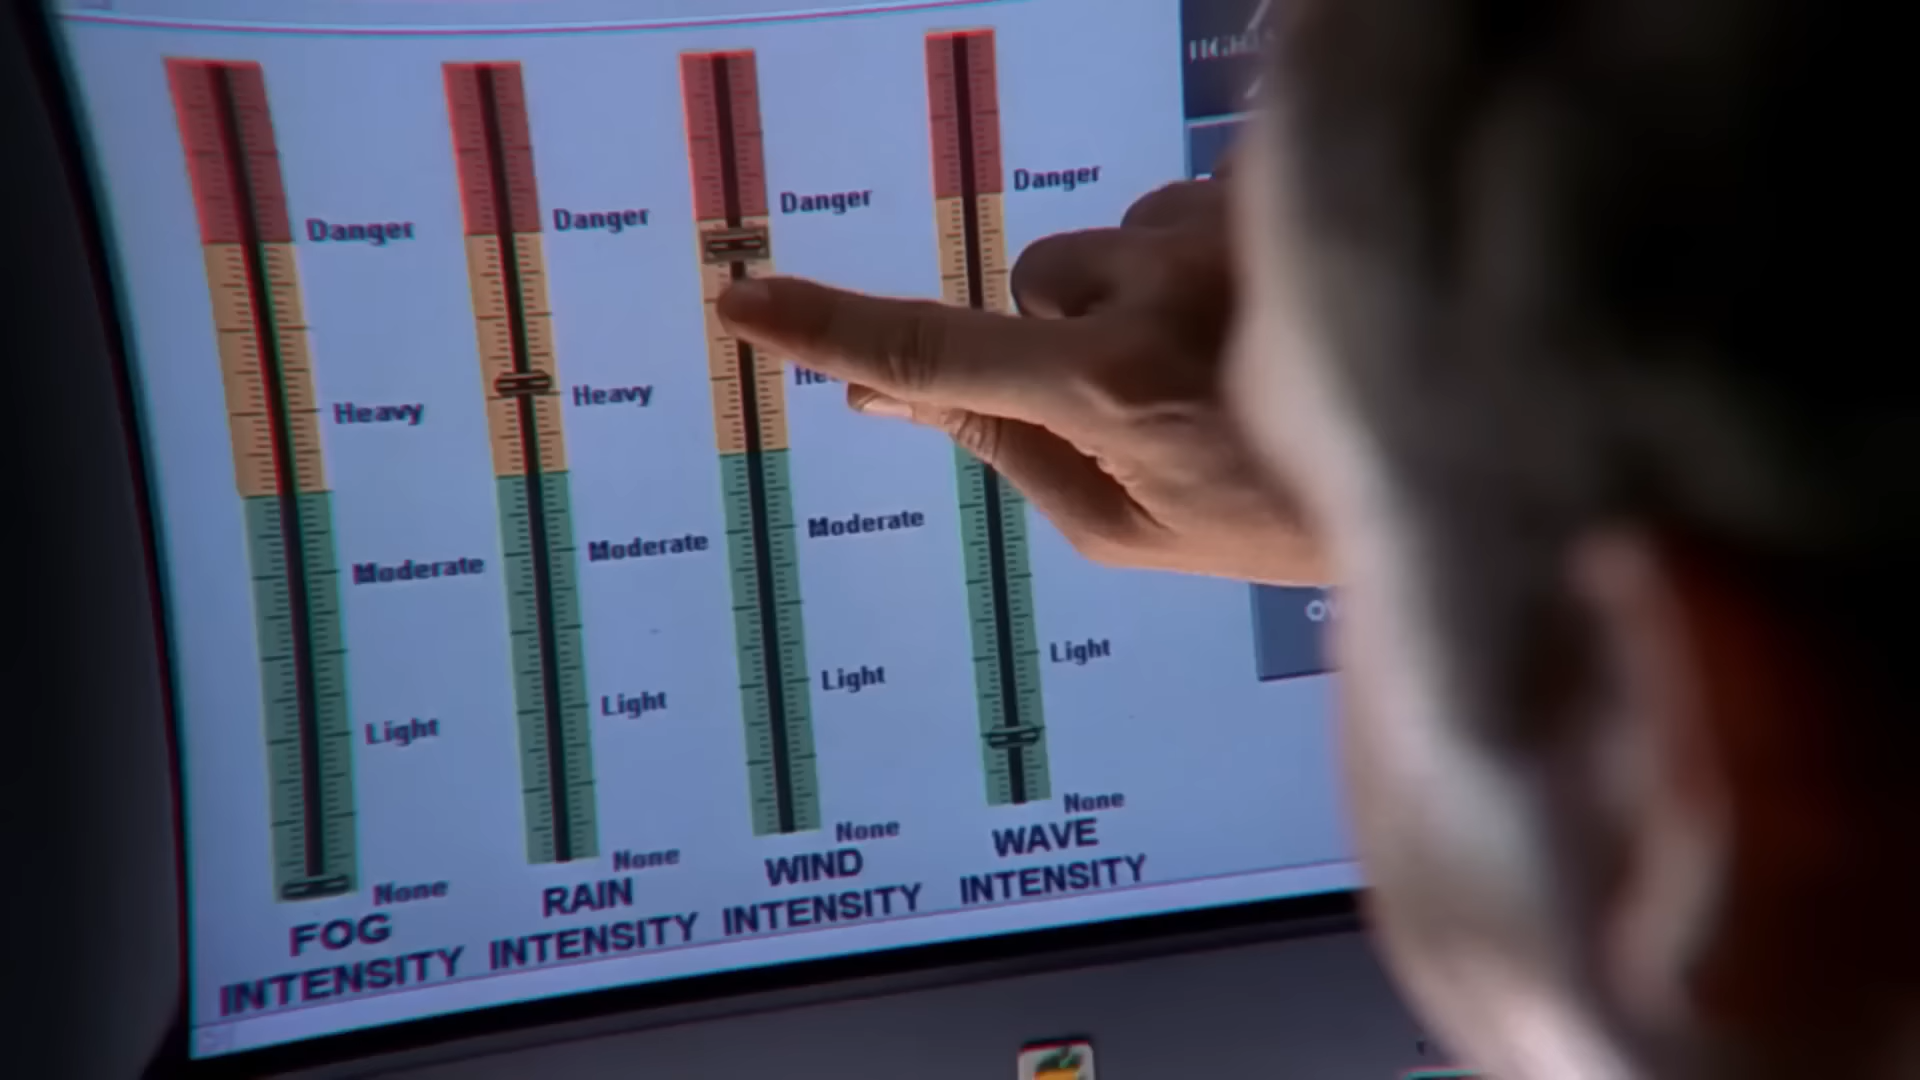 Danger
Heavy
Moderate
Light
None
FOG
INTENSITY
Danger
Heavy
Moderate
Light
None
RAIN
INTENSITY
Danger
Moderate
Light
None
WIND
INTENSITY
Danger
Light
None
WAVE
INTENSITY